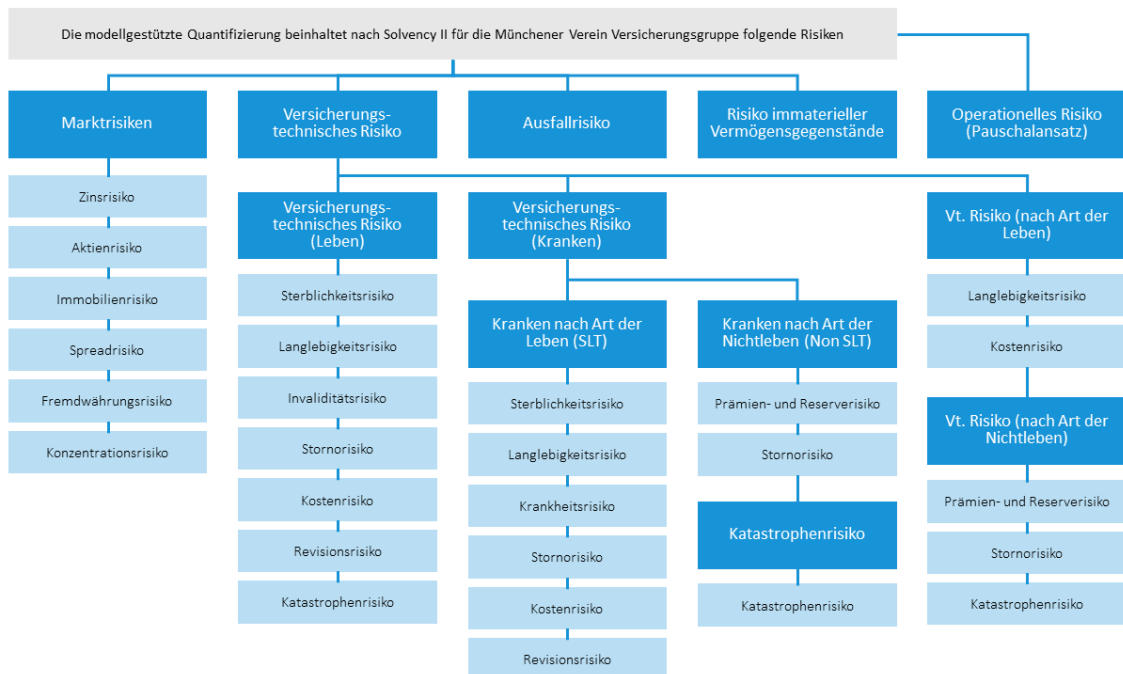 Die modellgestützte Quantifizierung beinhaltet nach Solvency II für die Münchener Verein Versicherungsgruppe folgende Risiken
Marktrisiken
Zinsrisiko
Aktienrisiko
Immobilienrisiko
Spreadrisiko
Fremdwährungsrisiko
Konzentrationsrisiko
Versicherungs-
technisches Risiko
Ausfallrisiko
Risiko immaterieller
Vermögensgegenstände
Operationelles Risiko
(Pauschalansatz)
Versicherungs-
technisches Risiko
(Leben)
Sterblichkeitsrisiko
Langlebigkeitsrisiko
Invaliditätsrisiko
Stornorisiko
Kostenrisiko
Revisionsrisiko
Katastrophenrisiko
Versicherungs-
technisches Risiko
(Kranken)
Kranken nach Art der
Leben (SLT)
Sterblichkeitsrisiko
Langlebigkeitsrisiko
Krankheitsrisiko
Stornorisiko
Kostenrisiko
Revisionsrisiko
Kranken nach Art der
Nichtleben (Non SLT)
Prämien- und Reserverisiko
Stornorisiko
Katastrophenrisiko
Katastrophenrisiko
Vt. Risiko (nach Art der
Leben)
Langlebigkeitsrisiko
Kostenrisiko
Vt. Risiko (nach Art der
Nichtleben)
Prämien- und Reserverisiko
Stornorisiko
Katastrophenrisiko